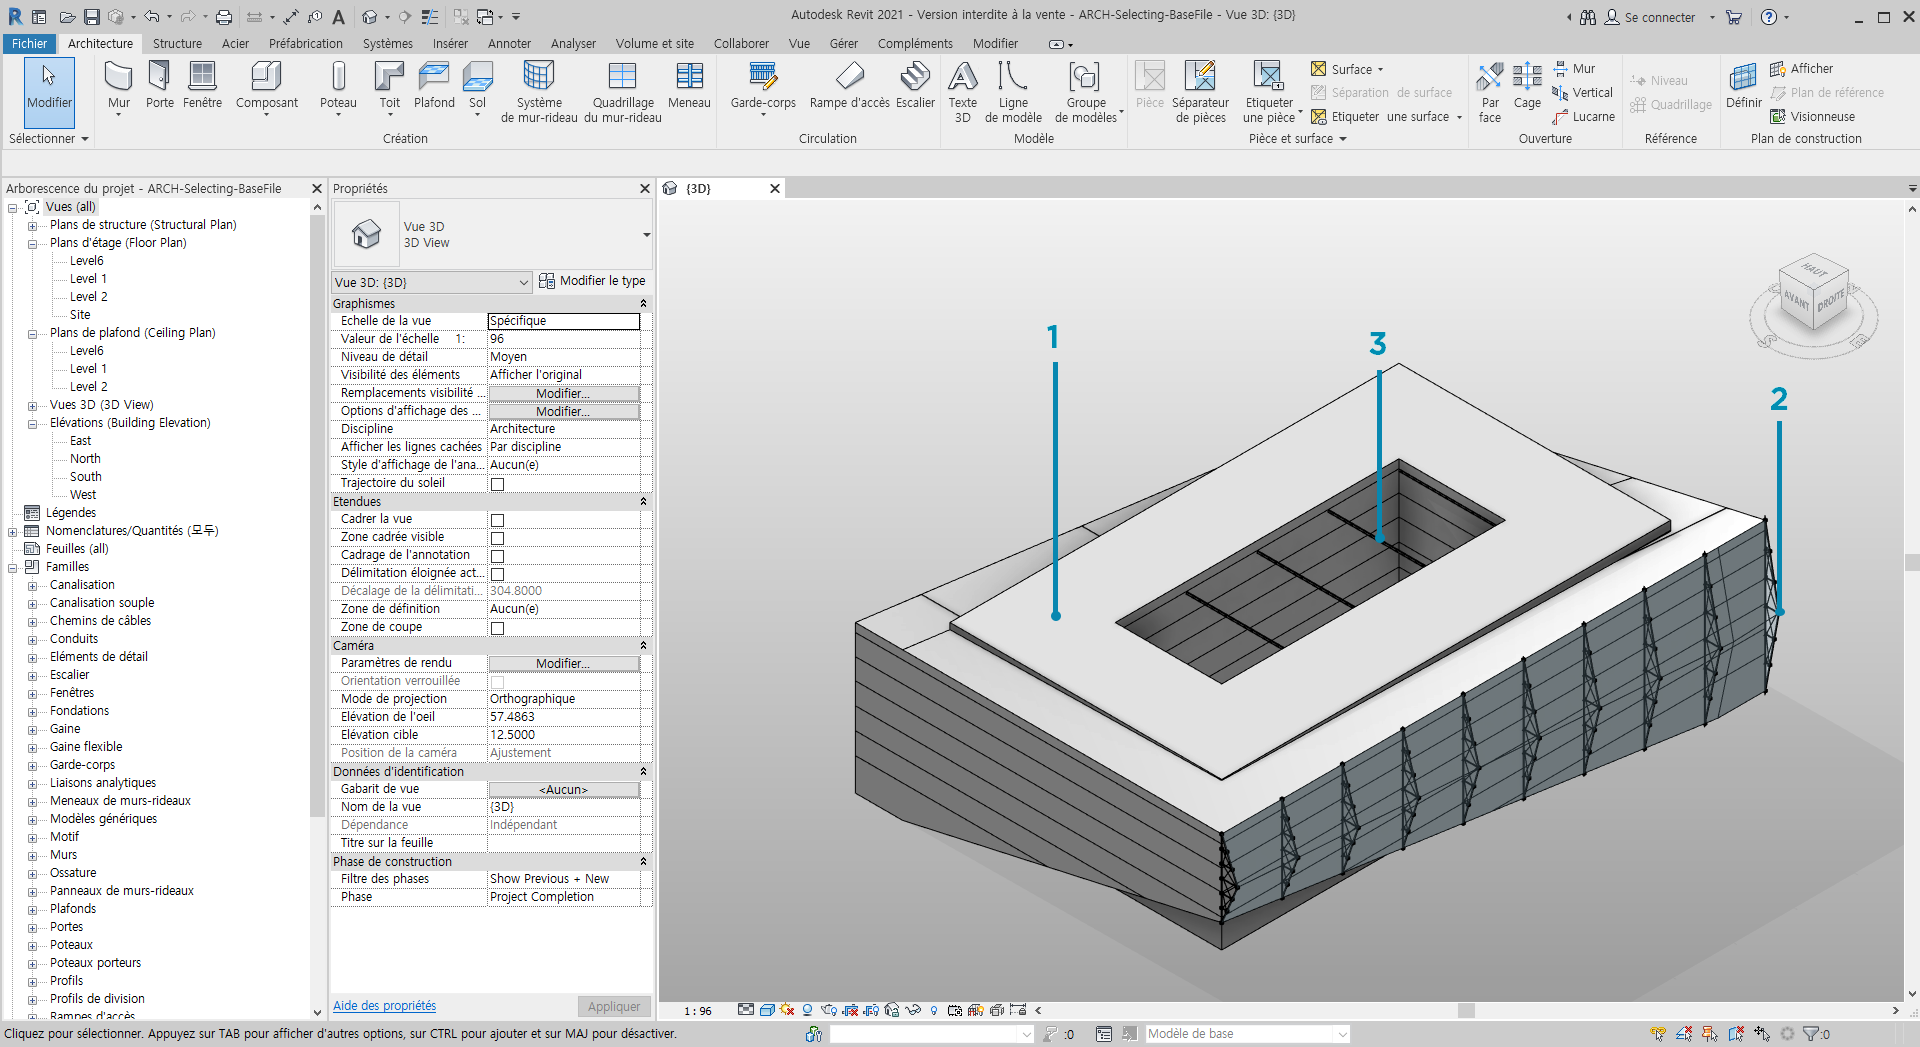 Autodesk Revit 2021 - Version interdite à la vente - ARCH-Selecting-BaseFile - Vue 3D: {3D}
Se connecter
Fichier Architecture Structure Acier Préfabrication Systèmes Insérer Annoter Analyser Volume et site Collaborer Vue Gérer Compléments Modifier
Modifier
Sélectionner
Mur Porte Fenêtre Composant Poteau Toit Plafond Sol Système de mur-rideau Quadrillage du mur-rideau Meneau
Création
Garde-corps Rampe d'accès Escalier
Circulation
Texte 3D Ligne de modèle Groupe de modèles
Modèle
Pièce Séparateur de pièces Etiqueter une pièce
Surface
Séparation de surface
Etiqueter une surface
Pièce et surface
Par face Cage
Mur
Vertical
Lucarne
Ouverture
Niveau
Quadrillage
Référence
Définir
Afficher
Plan de référence
Visionneuse
Plan de construction
Arborescence du projet - ARCH-Selecting-BaseFile
Vues (all)
Plans de structure (Structural Plan)
Plans d'étage (Floor Plan)
Level6
Level 1
Level 2
Site
Plans de plafond (Ceiling Plan)
Level6
Level 1
Level 2
Vues 3D (3D View)
Elévations (Building Elevation)
East
North
South
West
Légendes
Nomenclatures/Quantités (모두)
Feuilles (all)
Familles
Canalisation
Canalisation souple
Chemins de câbles
Conduits
Eléments de détail
Escalier
Fenêtres
Fondations
Gaine
Gaine flexible
Garde-corps
Liaisons analytiques
Meneaux de murs-rideaux
Modèles génériques
Motif
Murs
Ossature
Panneaux de murs-rideaux
Plafonds
Portes
Poteaux
Poteaux porteurs
Profils
Profils de division
Rampes d'accès
Propriétés
Vue 3D
3D View
Vue 3D: {3D} Modifier le type
Graphismes
Echelle de la vue Spécifique
Valeur de l'échelle 1: 96
Niveau de détail Moyen
Visibilité des éléments Afficher l'original
Remplacements visibilité ... Modifier...
Options d'affichage des ... Modifier...
Discipline Architecture
Afficher les lignes cachées Par discipline
Style d'affichage de l'ana... Aucun(e)
Trajectoire du soleil
Etendues
Cadrer la vue
Zone cadrée visible
Cadrage de l'annotation
Délimitation éloignée act...
Décalage de la délimitati... 304.8000
Zone de définition Aucun(e)
Zone de coupe
Caméra
Paramètres de rendu Modifier...
Orientation verrouillée
Mode de projection Orthographique
Elévation de l'oeil 57.4863
Elévation cible 12.5000
Position de la caméra Ajustement
Données d'identification
Gabarit de vue <Aucun>
Nom de la vue {3D}
Dépendance Indépendant
Titre sur la feuille
Phase de construction
Filtre des phases Show Previous + New
Phase Project Completion
Aide des propriétés Appliquer
{3D}
1
3
2
HAUT
AVANT
DROITE
S
E
1 : 96
Cliquez pour sélectionner. Appuyez sur TAB pour afficher d'autres options, sur CTRL pour ajouter et sur MAJ pour désactiver.
:0
Modèle de base
:0